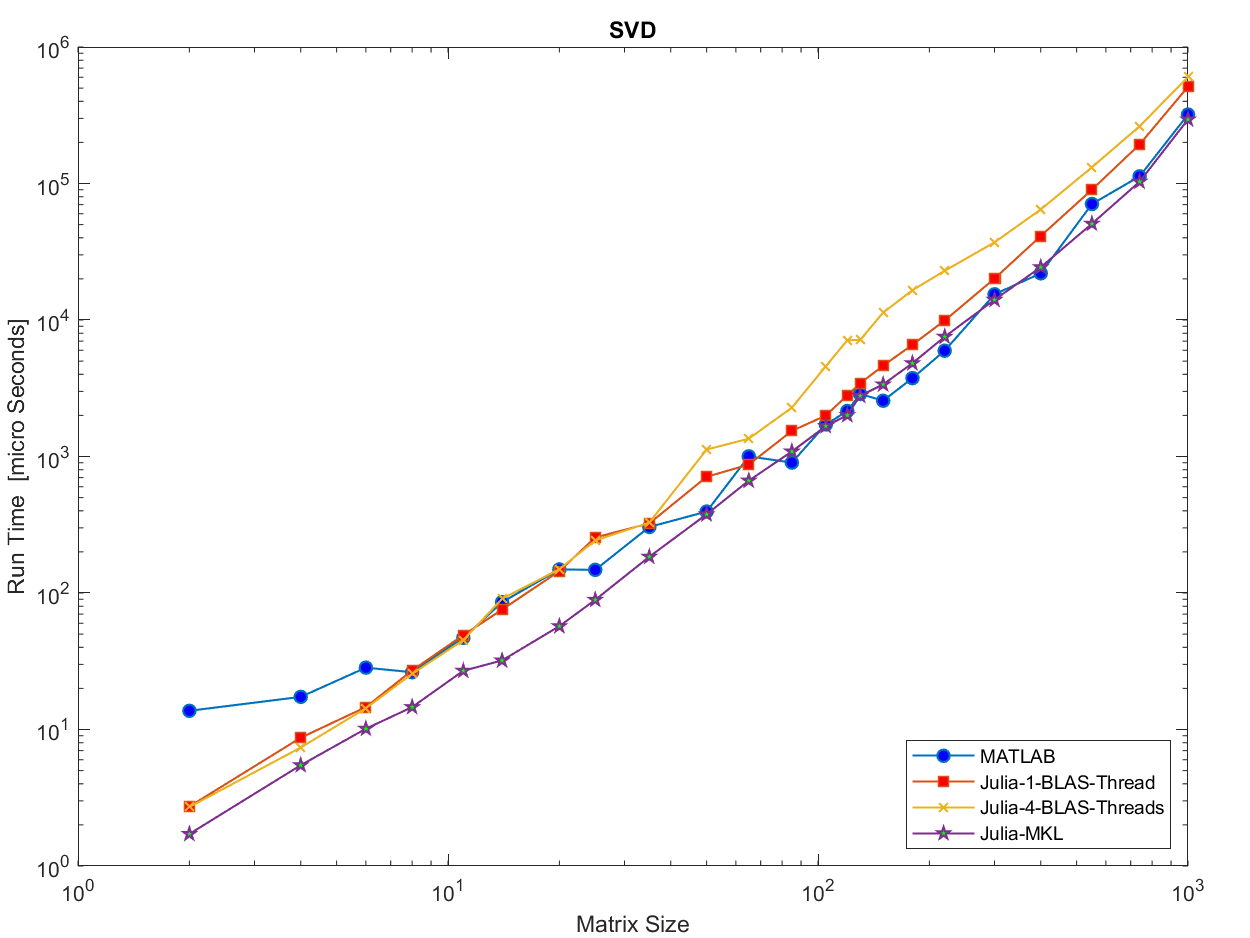 SVD
10^6
10^5
10^4
10^3
10^2
10^1
10^0
Run Time [micro Seconds]
10^0 10^1 10^2 10^3
Matrix Size
MATLAB
Julia-1-BLAS-Thread
Julia-4-BLAS-Threads
Julia-MKL